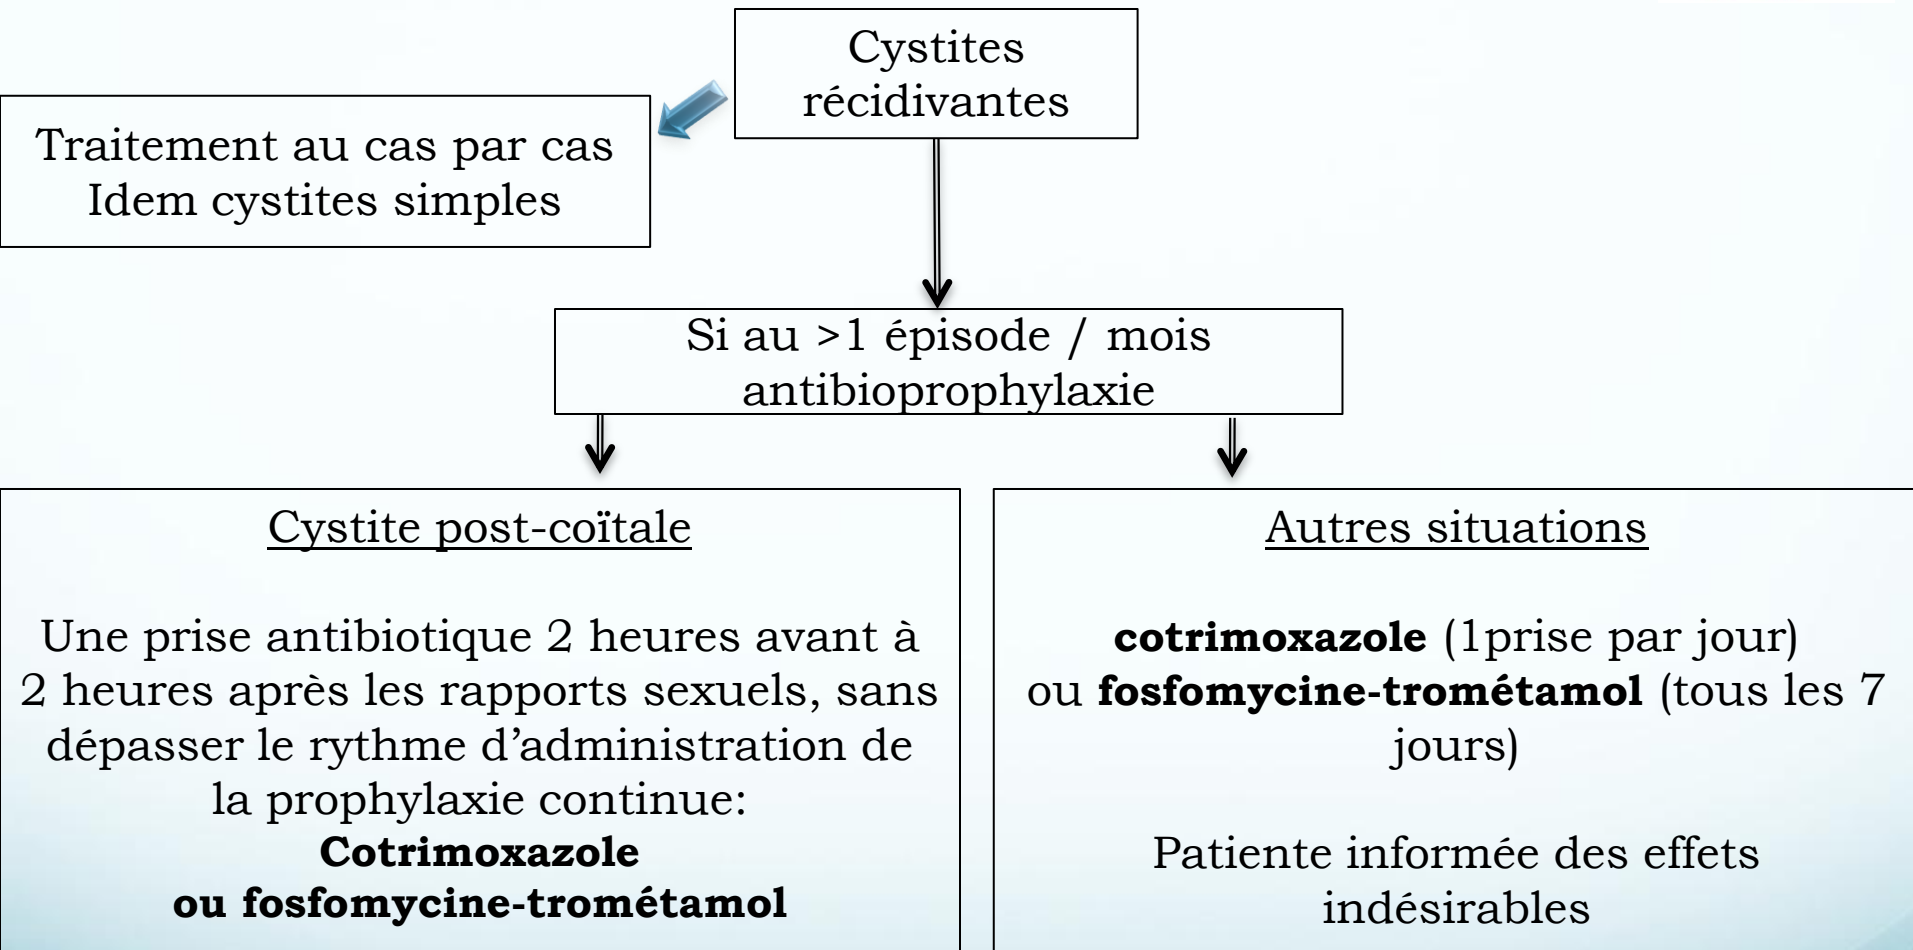 Cystites
récidivantes
Traitement au cas par cas
Idem cystites simples
Si au >1 épisode / mois
antibioprophylaxie
Cystite post-coïtale
Une prise antibiotique 2 heures avant à
2 heures après les rapports sexuels, sans
dépasser le rythme d’administration de
la prophylaxie continue:
Cotrimoxazole
ou fosfomycine-trométamol
Autres situations
cotrimoxazole (1prise par jour)
ou fosfomycine-trométamol (tous les 7
jours)
Patiente informée des effets
indésirables